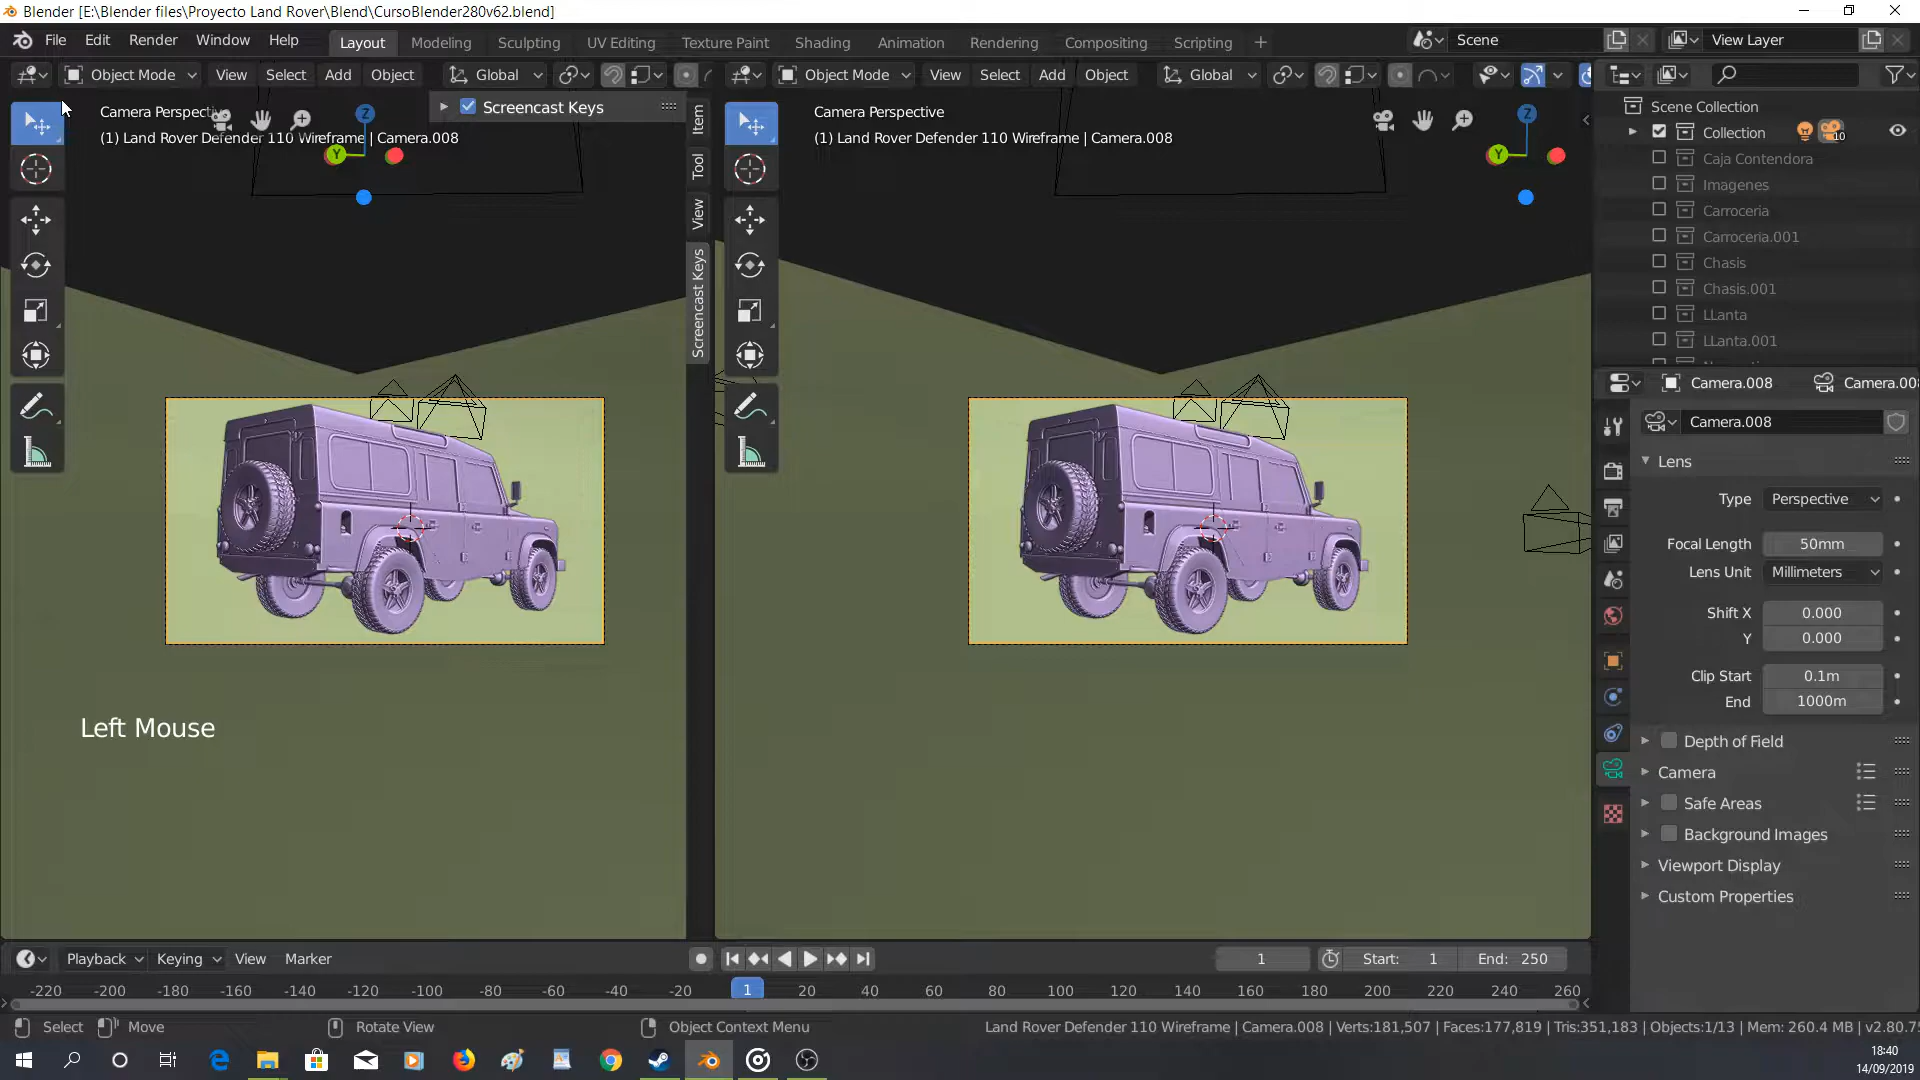 Blender [E:\Blender files\Proyecto Land Rover\Blend\CursoBlender280v62.blend]
File Edit Render Window Help Layout Modeling Sculpting UV Editing Texture Paint Shading Animation Rendering Compositing Scripting + Scene View Layer
Object Mode View Select Add Object Global Object Mode View Select Add Object Global
Camera Perspective
(1) Land Rover Defender 110 Wireframe | Camera.008
Screencast Keys
Z
Y
Item
Tool
View
Screencast Keys
Camera Perspective
(1) Land Rover Defender 110 Wireframe | Camera.008
Z
Y
Left Mouse
Scene Collection
Collection 10
Caja Contendora
Imagenes
Carroceria
Carroceria.001
Chasis
Chasis.001
LLanta
LLanta.001
Camera.008 Camera.00
Camera.008
Lens
Type Perspective
Focal Length 50mm
Lens Unit Millimeters
Shift X 0.000
Y 0.000
Clip Start 0.1m
End 1000m
Depth of Field
Camera
Safe Areas
Background Images
Viewport Display
Custom Properties
Playback Keying View Marker 1 Start: 1 End: 250
-220 -200 -180 -160 -140 -120 -100 -80 -60 -40 -20 1 20 40 60 80 100 120 140 160 180 200 220 240 260
Select Move Rotate View Object Context Menu Land Rover Defender 110 Wireframe | Camera.008 | Verts:181,507 | Faces:177,819 | Tris:351,183 | Objects:1/13 | Mem: 260.4 MB | v2.80.75
18:40
14/09/2019